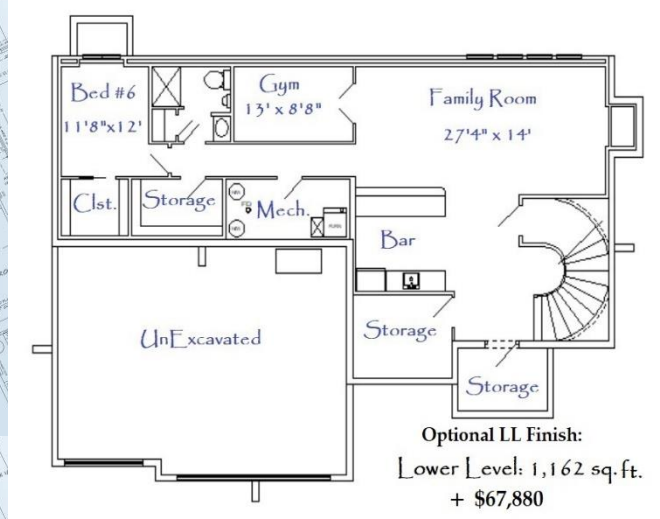 Bed #6
11'8"x12'
Gym
13' x 8'8"
Family Room
27'4" x 14'
Clst.
Storage
Mech.
Bar
UnExcavated
Storage
Storage
Optional LL Finish:
Lower Level: 1,162 sq.ft.
+ $67,880